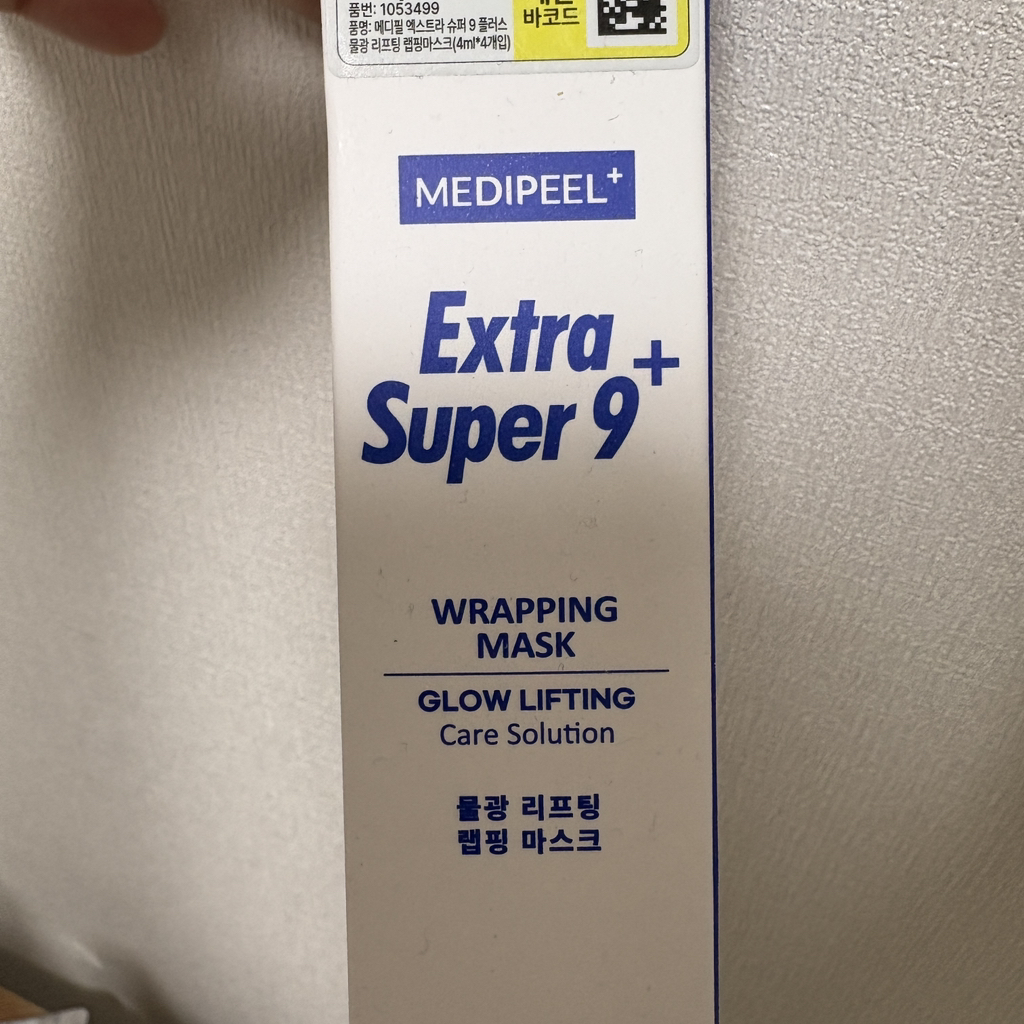 품번: 1053499
품명: 메디필 엑스트라 슈퍼 9 플러스
물광 리프팅 랩핑마스크(4ml*4개입)
바코드
MEDIPEEL+
Extra
Super 9+
WRAPPING
MASK
GLOW LIFTING
Care Solution
물광 리프팅
랩핑 마스크